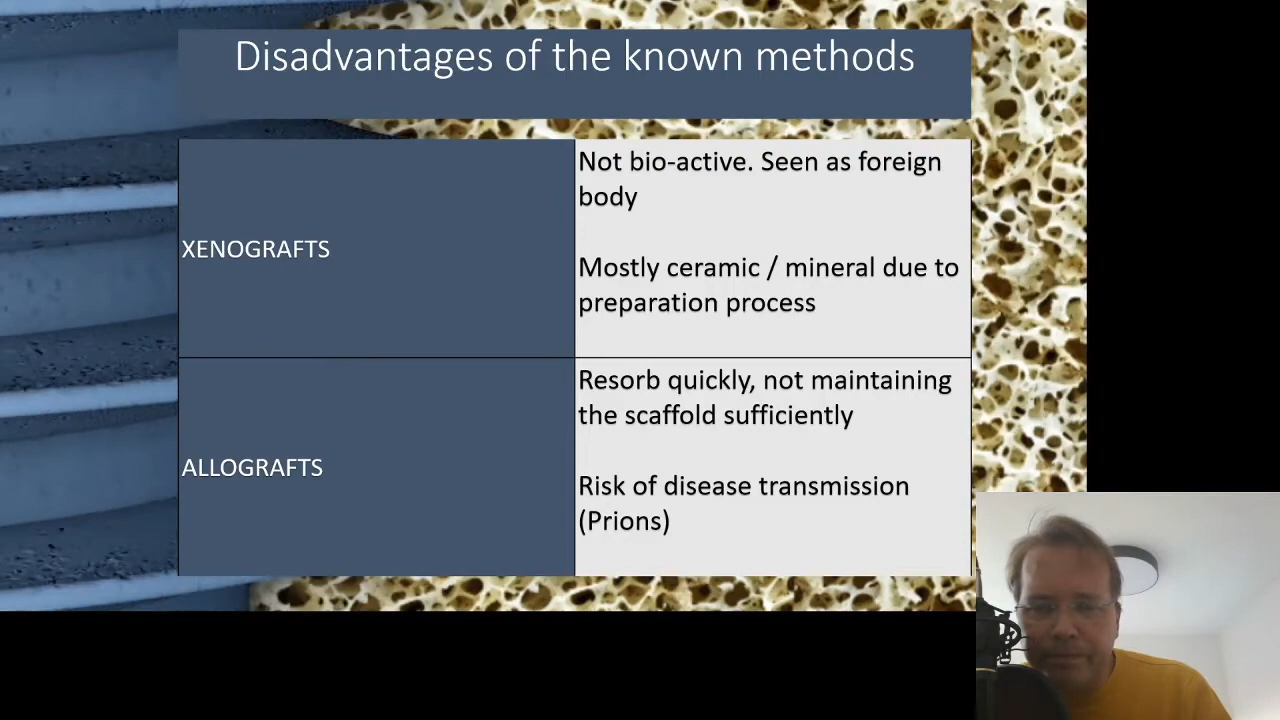 Disadvantages of the known methods
XENOGRAFTS
Not bio-active. Seen as foreign
body
Mostly ceramic / mineral due to
preparation process
ALLOGRAFTS
Resorb quickly, not maintaining
the scaffold sufficiently
Risk of disease transmission
(Prions)